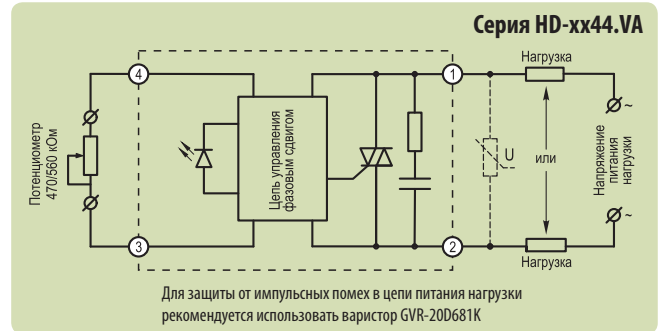 Серия HD-xx44.VA
Нагрузка
4
1
Потенциометр
470/560 кОм
Цепь управления
фазовым сдвигом
U
или
~
Напряжение
питания
нагрузки
~
3
2
Нагрузка
Для защиты от импульсных помех в цепи питания нагрузки
рекомендуется использовать варистор GVR-20D681K